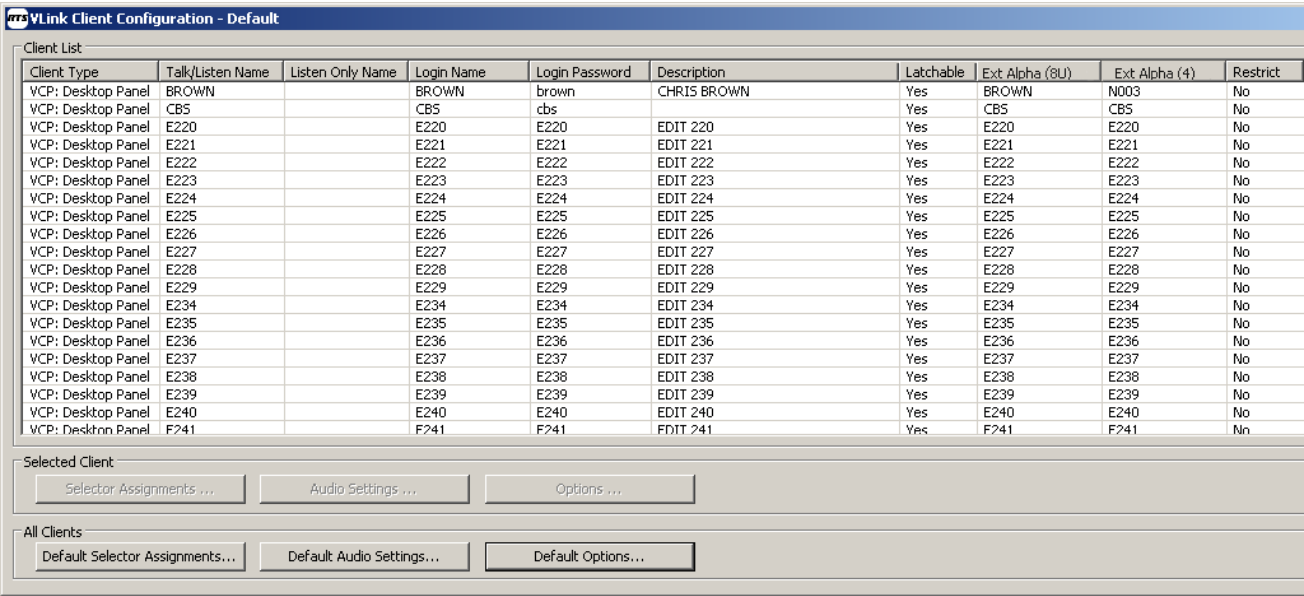 RTS VLink Client Configuration - Default
Client List
Client Type Talk/Listen Name Listen Only Name Login Name Login Password Description Latchable Ext Alpha (8U) Ext Alpha (4) Restrict
VCP: Desktop Panel BROWN BROWN brown CHRIS BROWN Yes BROWN N003 No
VCP: Desktop Panel CBS CBS cbs Yes CBS CBS No
VCP: Desktop Panel E220 E220 E220 EDIT 220 Yes E220 E220 No
VCP: Desktop Panel E221 E221 E221 EDIT 221 Yes E221 E221 No
VCP: Desktop Panel E222 E222 E222 EDIT 222 Yes E222 E222 No
VCP: Desktop Panel E223 E223 E223 EDIT 223 Yes E223 E223 No
VCP: Desktop Panel E224 E224 E224 EDIT 224 Yes E224 E224 No
VCP: Desktop Panel E225 E225 E225 EDIT 225 Yes E225 E225 No
VCP: Desktop Panel E226 E226 E226 EDIT 226 Yes E226 E226 No
VCP: Desktop Panel E227 E227 E227 EDIT 227 Yes E227 E227 No
VCP: Desktop Panel E228 E228 E228 EDIT 228 Yes E228 E228 No
VCP: Desktop Panel E229 E229 E229 EDIT 229 Yes E229 E229 No
VCP: Desktop Panel E234 E234 E234 EDIT 234 Yes E234 E234 No
VCP: Desktop Panel E235 E235 E235 EDIT 235 Yes E235 E235 No
VCP: Desktop Panel E236 E236 E236 EDIT 236 Yes E236 E236 No
VCP: Desktop Panel E237 E237 E237 EDIT 237 Yes E237 E237 No
VCP: Desktop Panel E238 E238 E238 EDIT 238 Yes E238 E238 No
VCP: Desktop Panel E239 E239 E239 EDIT 239 Yes E239 E239 No
VCP: Desktop Panel E240 E240 E240 EDIT 240 Yes E240 E240 No
VCP: Desktop Panel E241 E241 E241 EDIT 241 Yes E241 E241 No
Selected Client
Selector Assignments ... Audio Settings ... Options ...
All Clients
Default Selector Assignments... Default Audio Settings... Default Options...